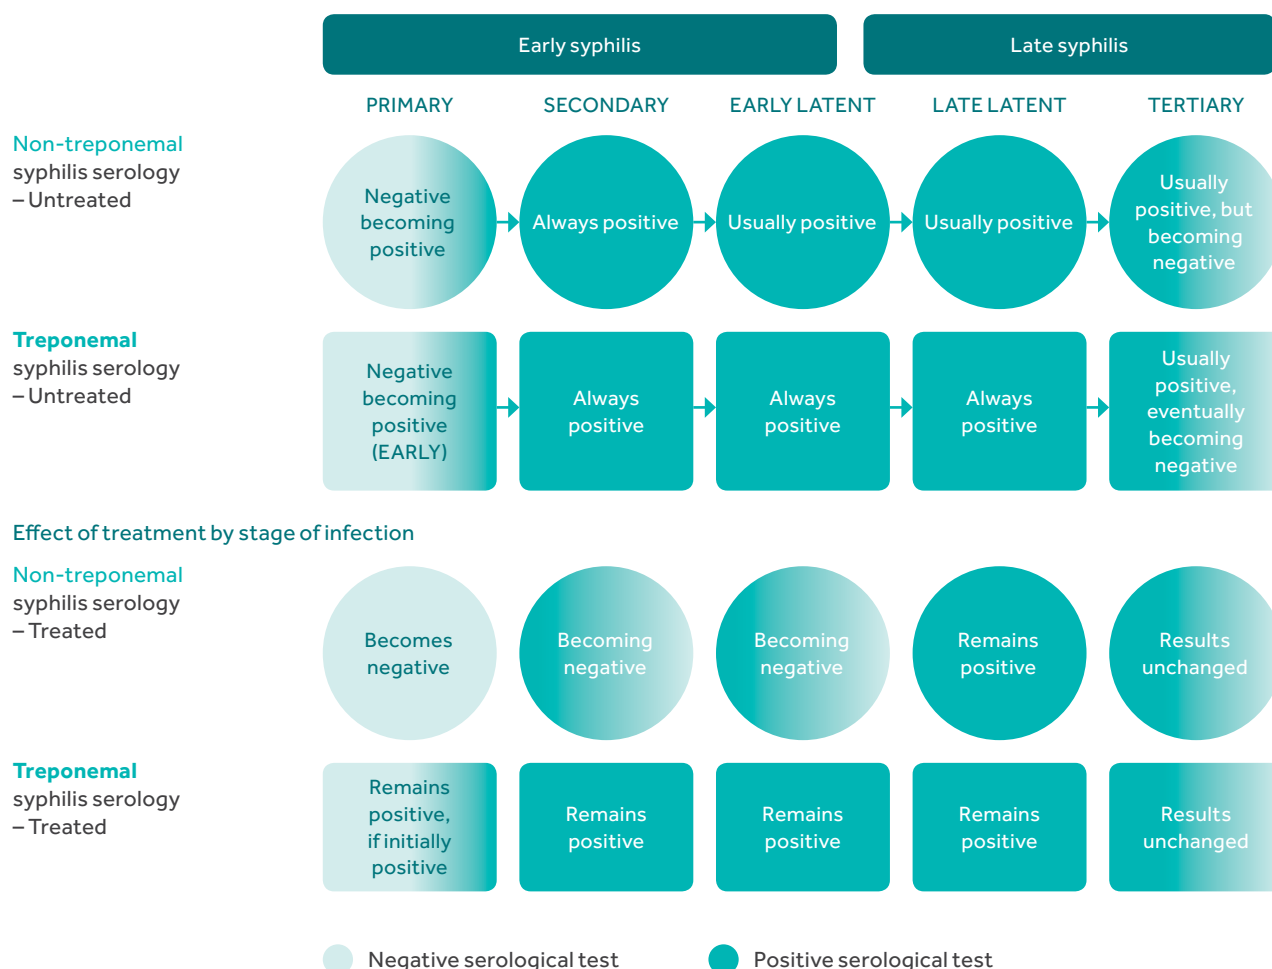 Early syphilis
Late syphilis
PRIMARY
SECONDARY
EARLY LATENT
LATE LATENT
TERTIARY
Non-treponemal
syphilis serology
– Untreated
Negative
becoming
positive
Always positive
Usually positive
Usually positive
Usually
positive, but
becoming
negative
Treponemal
syphilis serology
– Untreated
Negative
becoming
positive
(EARLY)
Always
positive
Always
positive
Always
positive
Usually
positive,
eventually
becoming
negative
Effect of treatment by stage of infection
Non-treponemal
syphilis serology
– Treated
Becomes
negative
Becoming
negative
Becoming
negative
Remains
positive
Results
unchanged
Treponemal
syphilis serology
– Treated
Remains
positive,
if initially
positive
Remains
positive
Remains
positive
Remains
positive
Results
unchanged
Negative serological test
Positive serological test